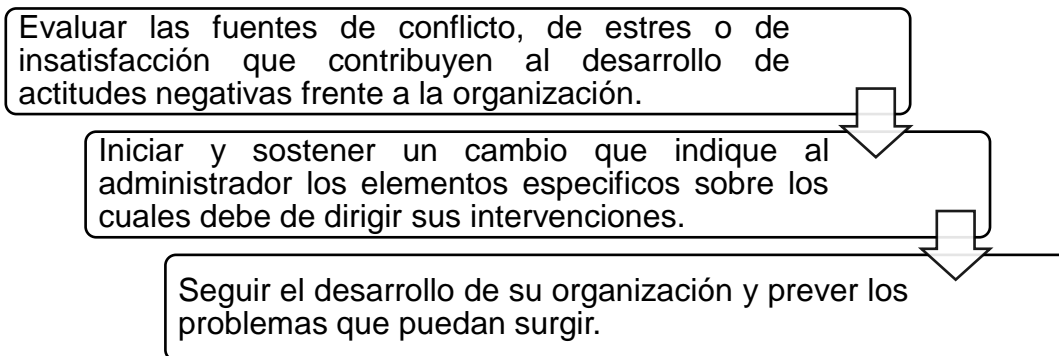 Evaluar las fuentes de conflicto, de estres o de
insatisfacción que contribuyen al desarrollo de
actitudes negativas frente a la organización.
Iniciar y sostener un cambio que indique al
administrador los elementos especificos sobre los
cuales debe de dirigir sus intervenciones.
Seguir el desarrollo de su organización y prever los
problemas que puedan surgir.